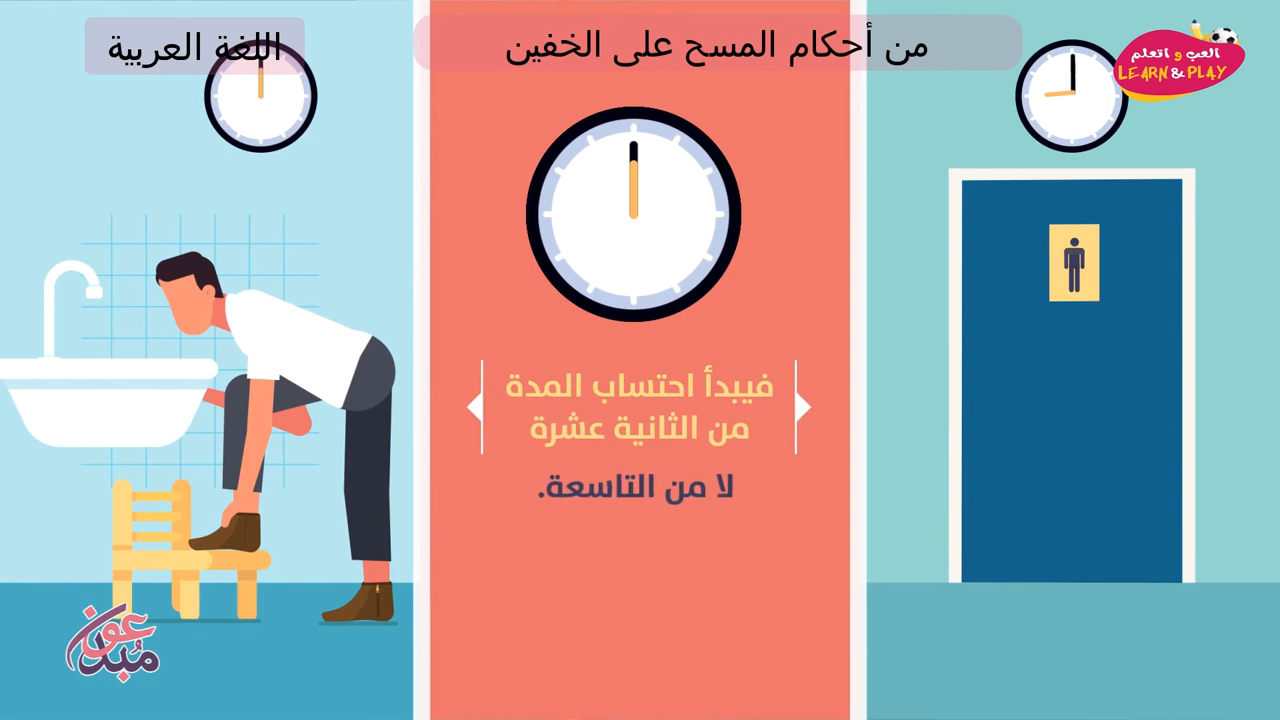 من أحكام المسح على الخفين
اللغة العربية
العب و اتعلم
LEARN & PLAY
فيبدأ احتساب المدة
من الثانية عشرة
لا من التاسعة.
مُبدعون